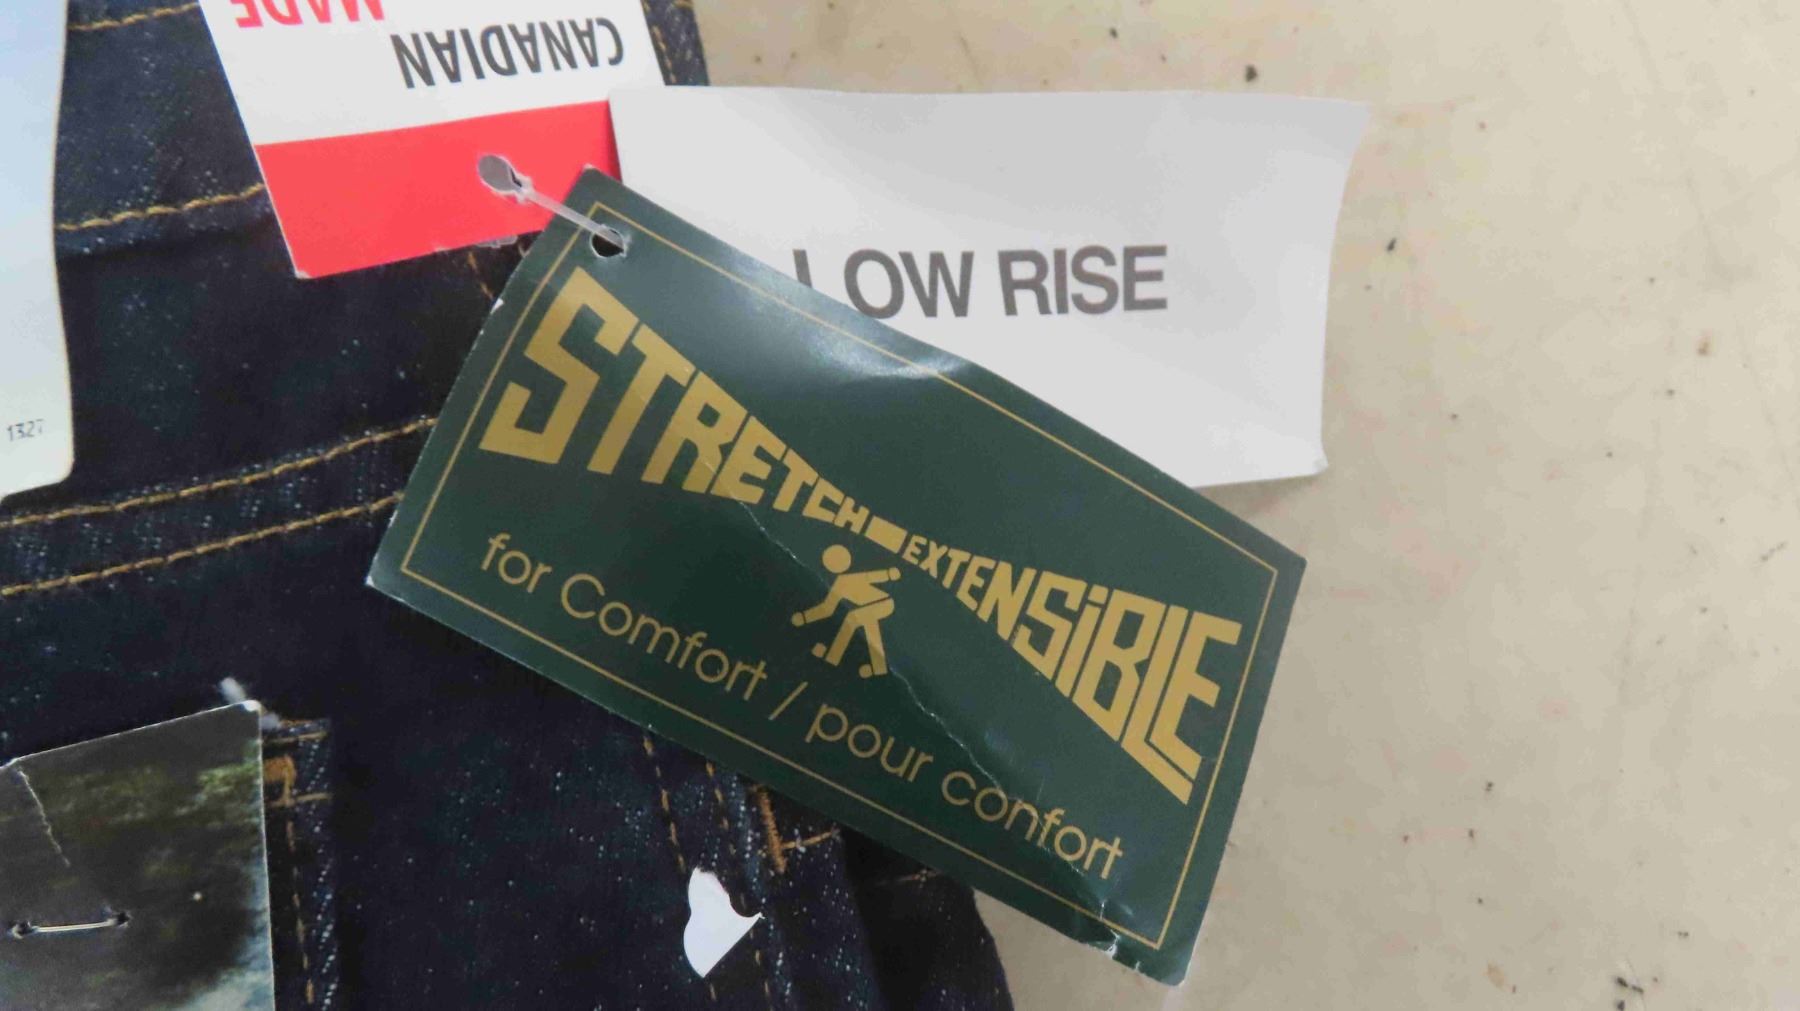 CANADIAN
MADE
LOW RISE
STRETCH EXTENSiBLE
for Comfort / pour confort
1327